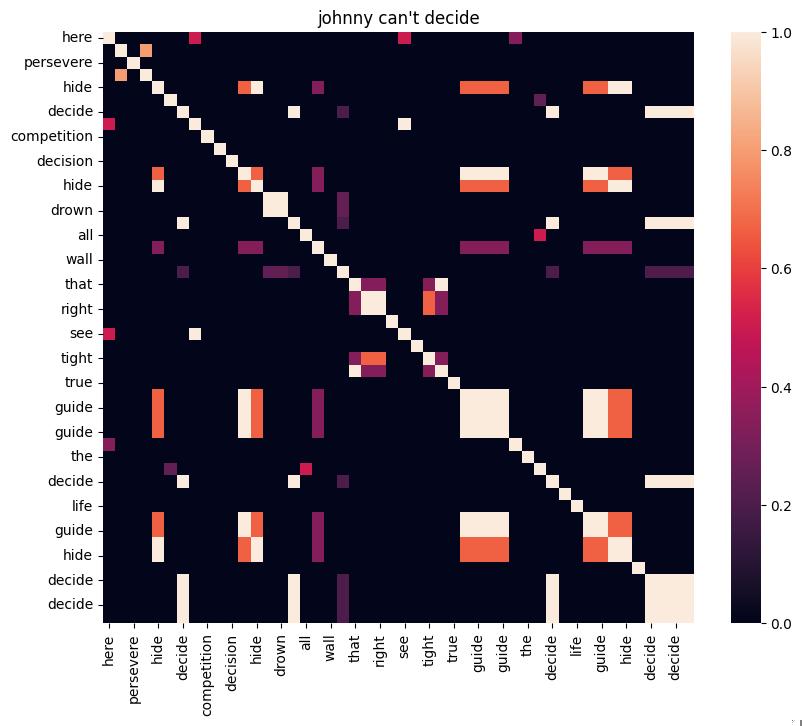 johnny can't decide
here
persevere
hide
decide
competition
decision
hide
drown
all
wall
that
right
see
tight
true
guide
guide
the
decide
life
guide
hide
decide
decide
here
persevere
hide
decide
competition
decision
hide
drown
all
wall
that
right
see
tight
true
guide
guide
the
decide
life
guide
hide
decide
decide
1.0
0.8
0.6
0.4
0.2
0.0